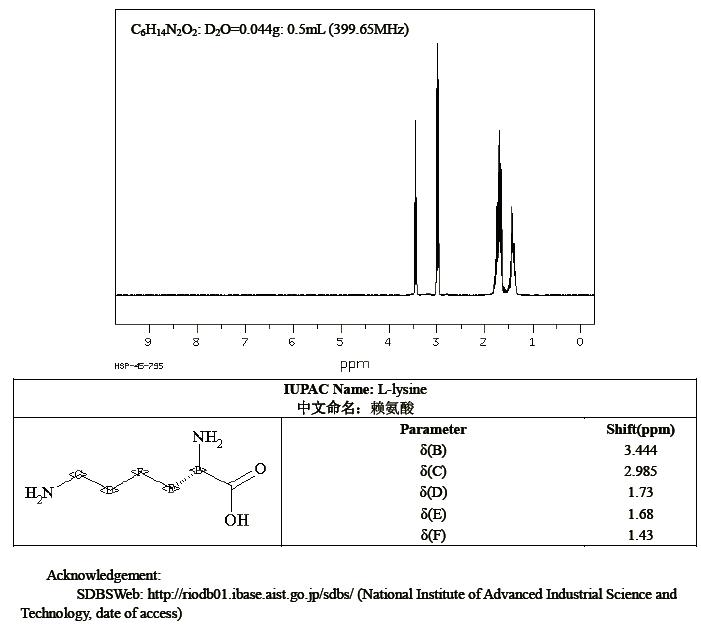 C₆H₁₄N₂O₂: D₂O=0.044g: 0.5mL (399.65MHz)
9 8 7 6 5 4 3 2 1 0
HSP-45-795
ppm
IUPAC Name: L-lysine
中文命名：赖氨酸
Parameter Shift(ppm)
δ(B) 3.444
δ(C) 2.985
δ(D) 1.73
δ(E) 1.68
δ(F) 1.43
NH₂
C F B O
H₂N E
OH
Acknowledgement:
SDBSWeb: http://riodb01.ibase.aist.go.jp/sdbs/ (National Institute of Advanced Industrial Science and
Technology, date of access)